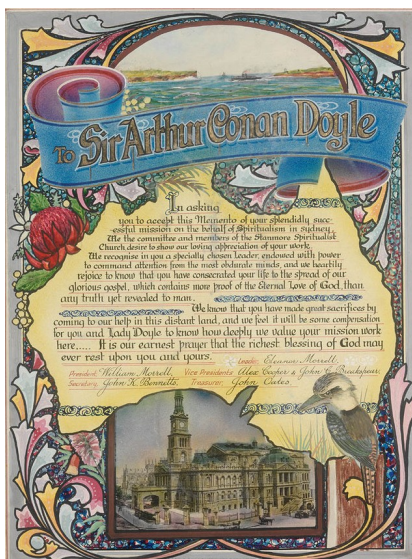 To Sir Arthur Conan Doyle
In asking
you to accept this Memento of your splendidly succ-
essful mission on the behalf of Spiritualism in sydney
We the committee and members of the Stanmore Spiritualist
Church desire to show our loving appreciation of your work.
We recognise in you a specially chosen Leader, endowed with power
to command attention from the most obdurate minds, and we heartily
rejoice to know that you have consecrated your life to the spread of our
glorious gospel, which contains more proof of the Eternal Love of God, than
any truth yet revealed to man.
We know that you have made great sacrifices by
coming to our help in this distant land, and we feel it will be some compensation
for you and Lady Doyle to know how deeply we value your mission work
here..... It is our earnest prayer that the richest blessing of God may
ever rest upon you and yours.
Leader Eleanor Morrell.
President William Morrell, Vice Presidents Alex Cooper & John C.
Secretary John K. Bennetts. Treasurer John Oates.